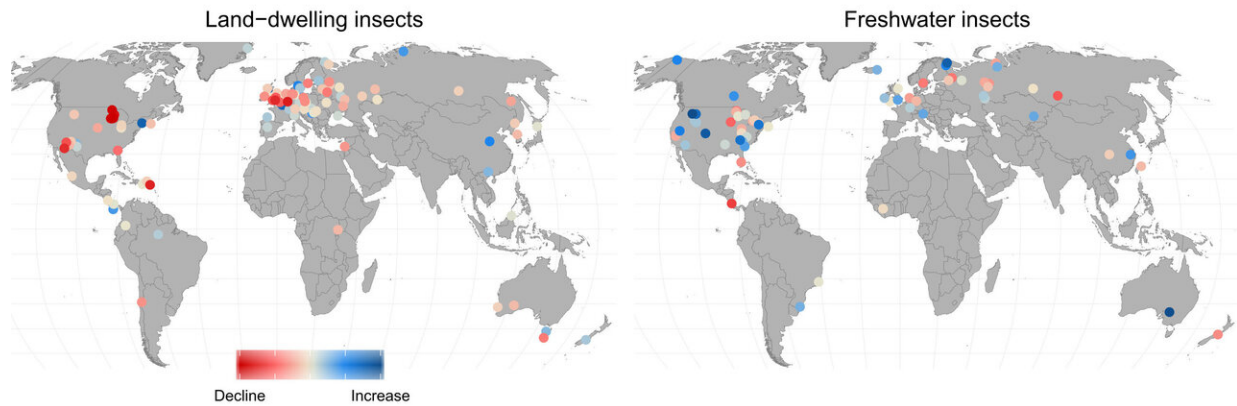 Land−dwelling insects
Freshwater insects
Decline
Increase